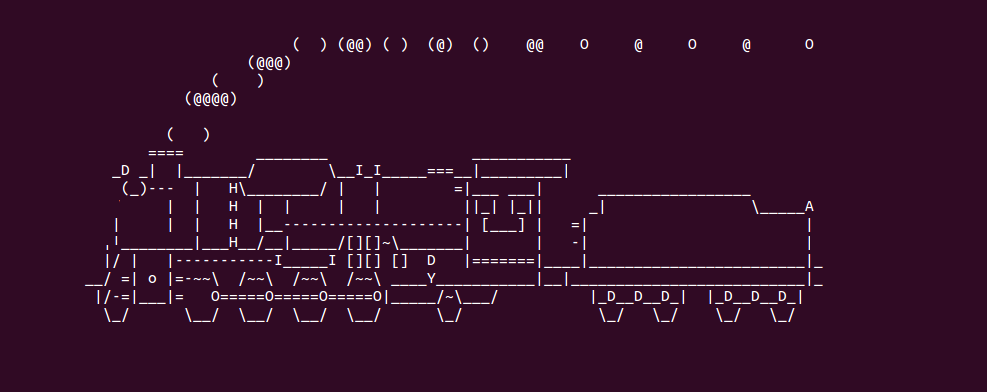 (  ) (@@) ( )  (@)  ()    @@    O     @     O     @      O
                  (@@@)
              (    )
           (@@@@)

         (   )
       ====        ________                ___________
   _D _|  |_______/        \__I_I_____===__|_________|
    (_)---  |   H\________/ |   |        =|___ ___|      _________________
         |  |   H  |  |     |   |         ||_| |_||     _|                \_____A
   |     |  |   H  |__--------------------| [___] |   =|                        |
  ,|________|___H__/__|_____/[][]~\_______|       |   -|                        |
  |/ |   |-----------I_____I [][] []  D   |=======|____|________________________|_
__/ =| o |=-~~\  /~~\  /~~\  /~~\ ____Y___________|__|__________________________|_
 |/-=|___|=   O=====O=====O=====O|_____/~\___/          |_D__D__D_|  |_D__D__D_|
  \_/      \__/  \__/  \__/  \__/      \_/               \_/   \_/    \_/   \_/